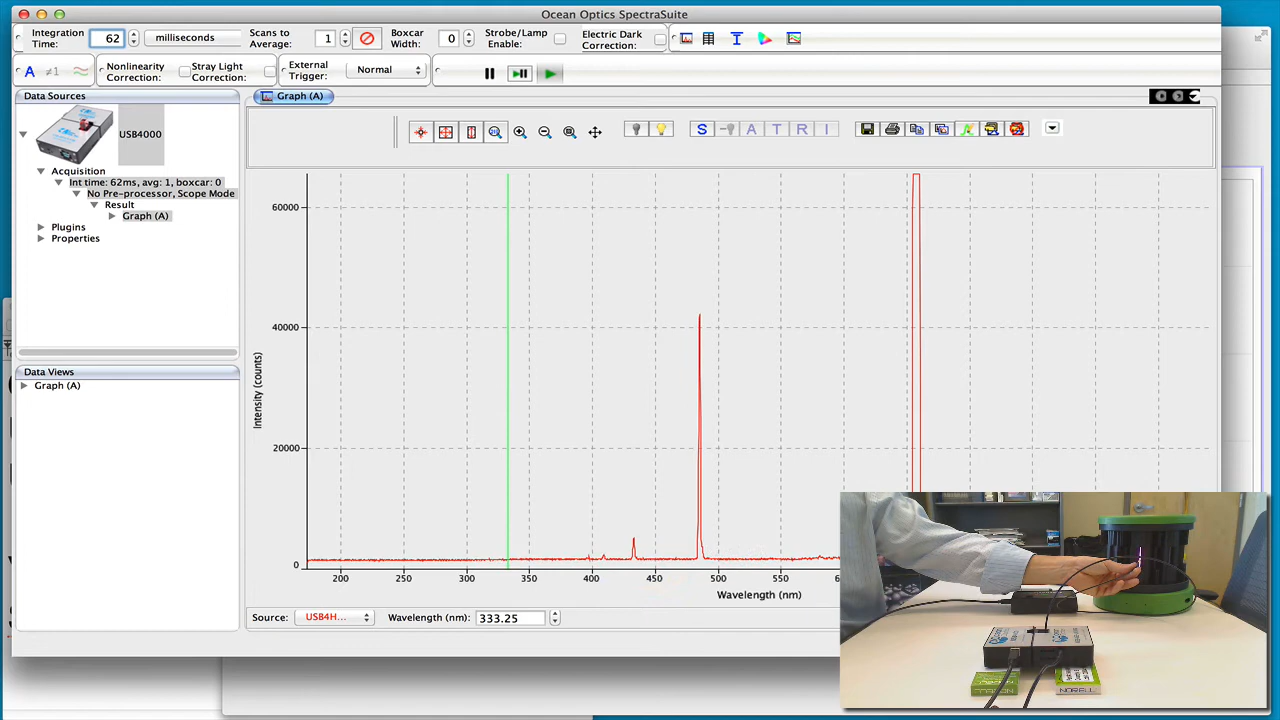 Ocean Optics SpectraSuite
Integration Time: 62 milliseconds Scans to Average: 1 Boxcar Width: 0 Strobe/Lamp Enable: Electric Dark Correction:
A ≠1 Nonlinearity Correction: Stray Light Correction: External Trigger: Normal
Data Sources
Graph (A)
USB4000
S A T R I
Acquisition
Int time: 62ms, avg: 1, boxcar: 0
No Pre-processor, Scope Mode
Result
Graph (A)
Plugins
Properties
Data Views
Graph (A)
60000
40000
20000
0
Intensity (counts)
200 250 300 350 400 450 500 550
Wavelength (nm)
Source: USB4H... Wavelength (nm): 333.25
NORELL